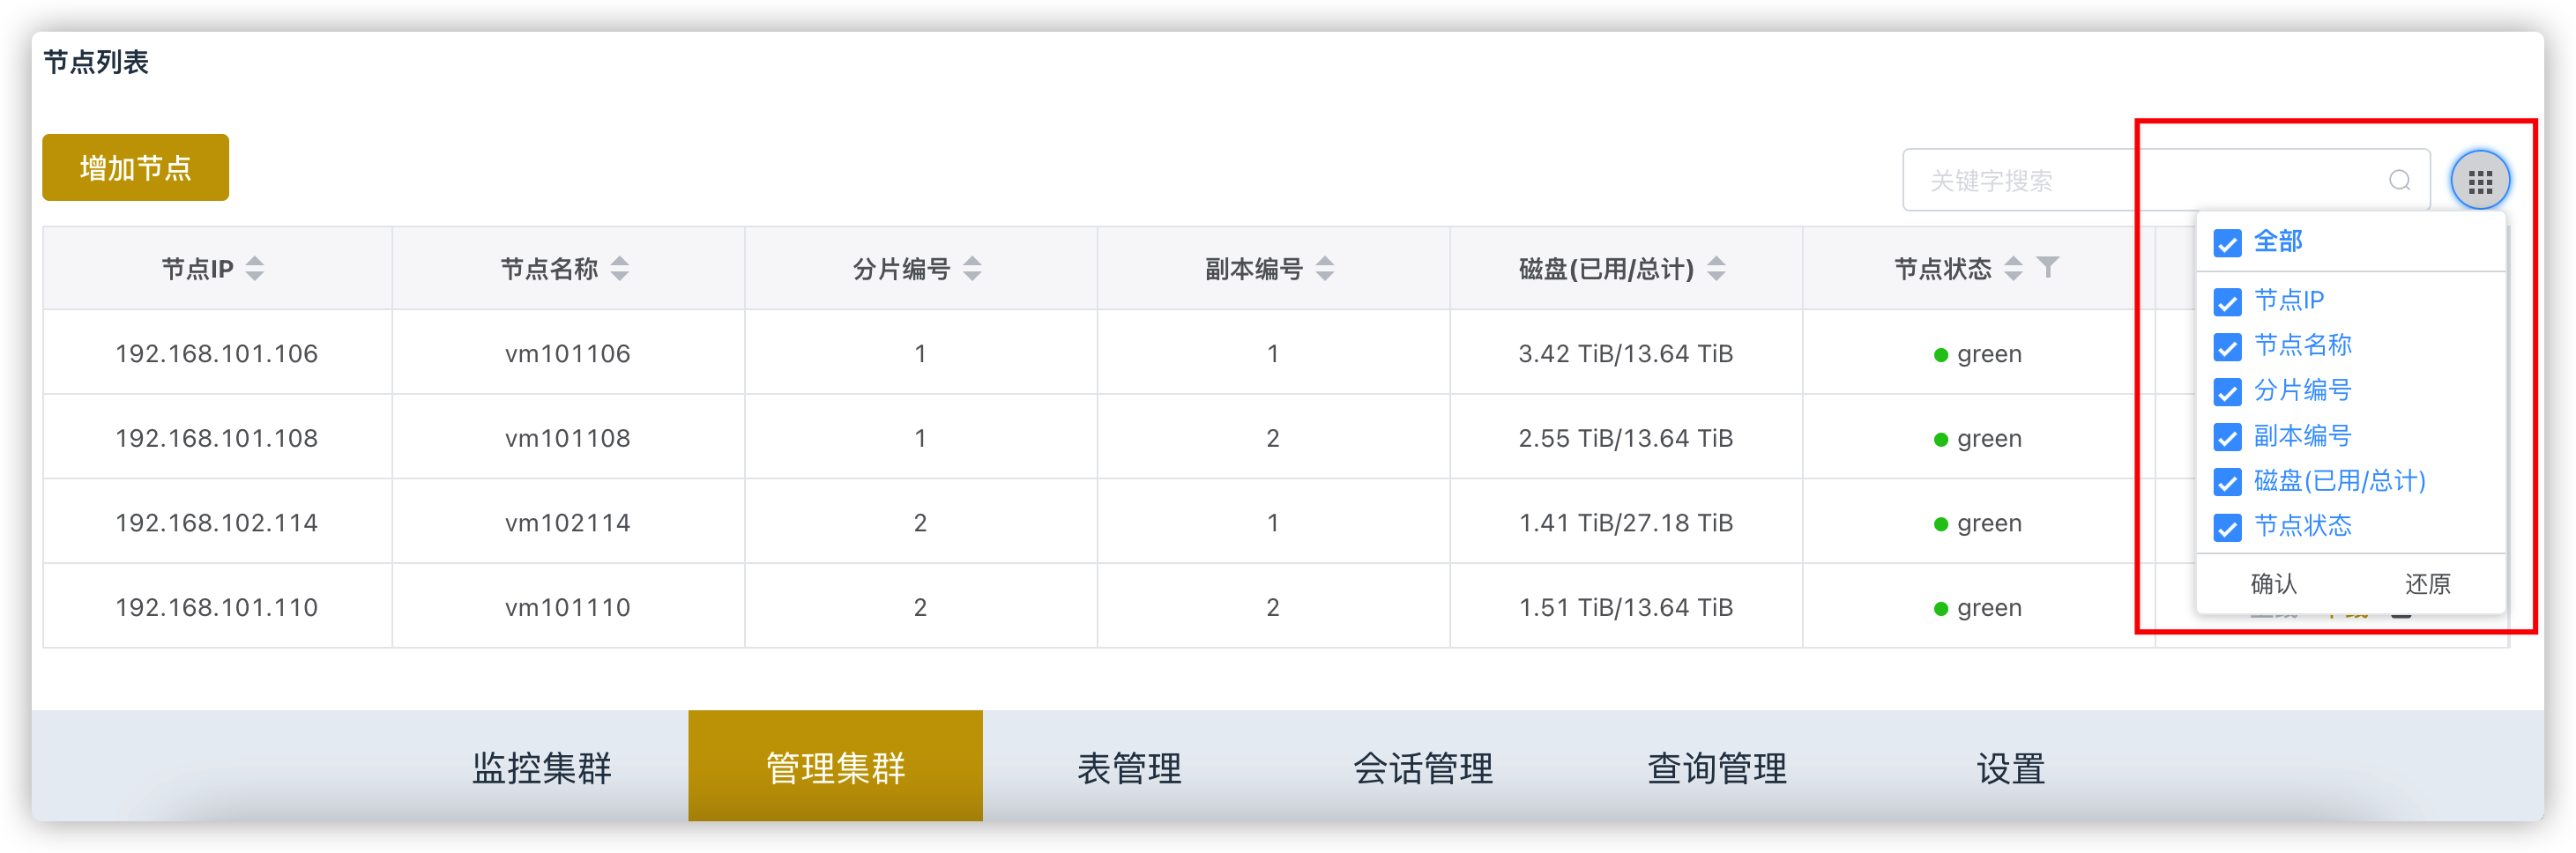 节点列表
增加节点
关键字搜索
节点IP 节点名称 分片编号 副本编号 磁盘(已用/总计) 节点状态
192.168.101.106 vm101106 1 1 3.42 TiB/13.64 TiB green
192.168.101.108 vm101108 1 2 2.55 TiB/13.64 TiB green
192.168.102.114 vm102114 2 1 1.41 TiB/27.18 TiB green
192.168.101.110 vm101110 2 2 1.51 TiB/13.64 TiB green
全部
节点IP
节点名称
分片编号
副本编号
磁盘(已用/总计)
节点状态
确认 还原
监控集群 管理集群 表管理 会话管理 查询管理 设置